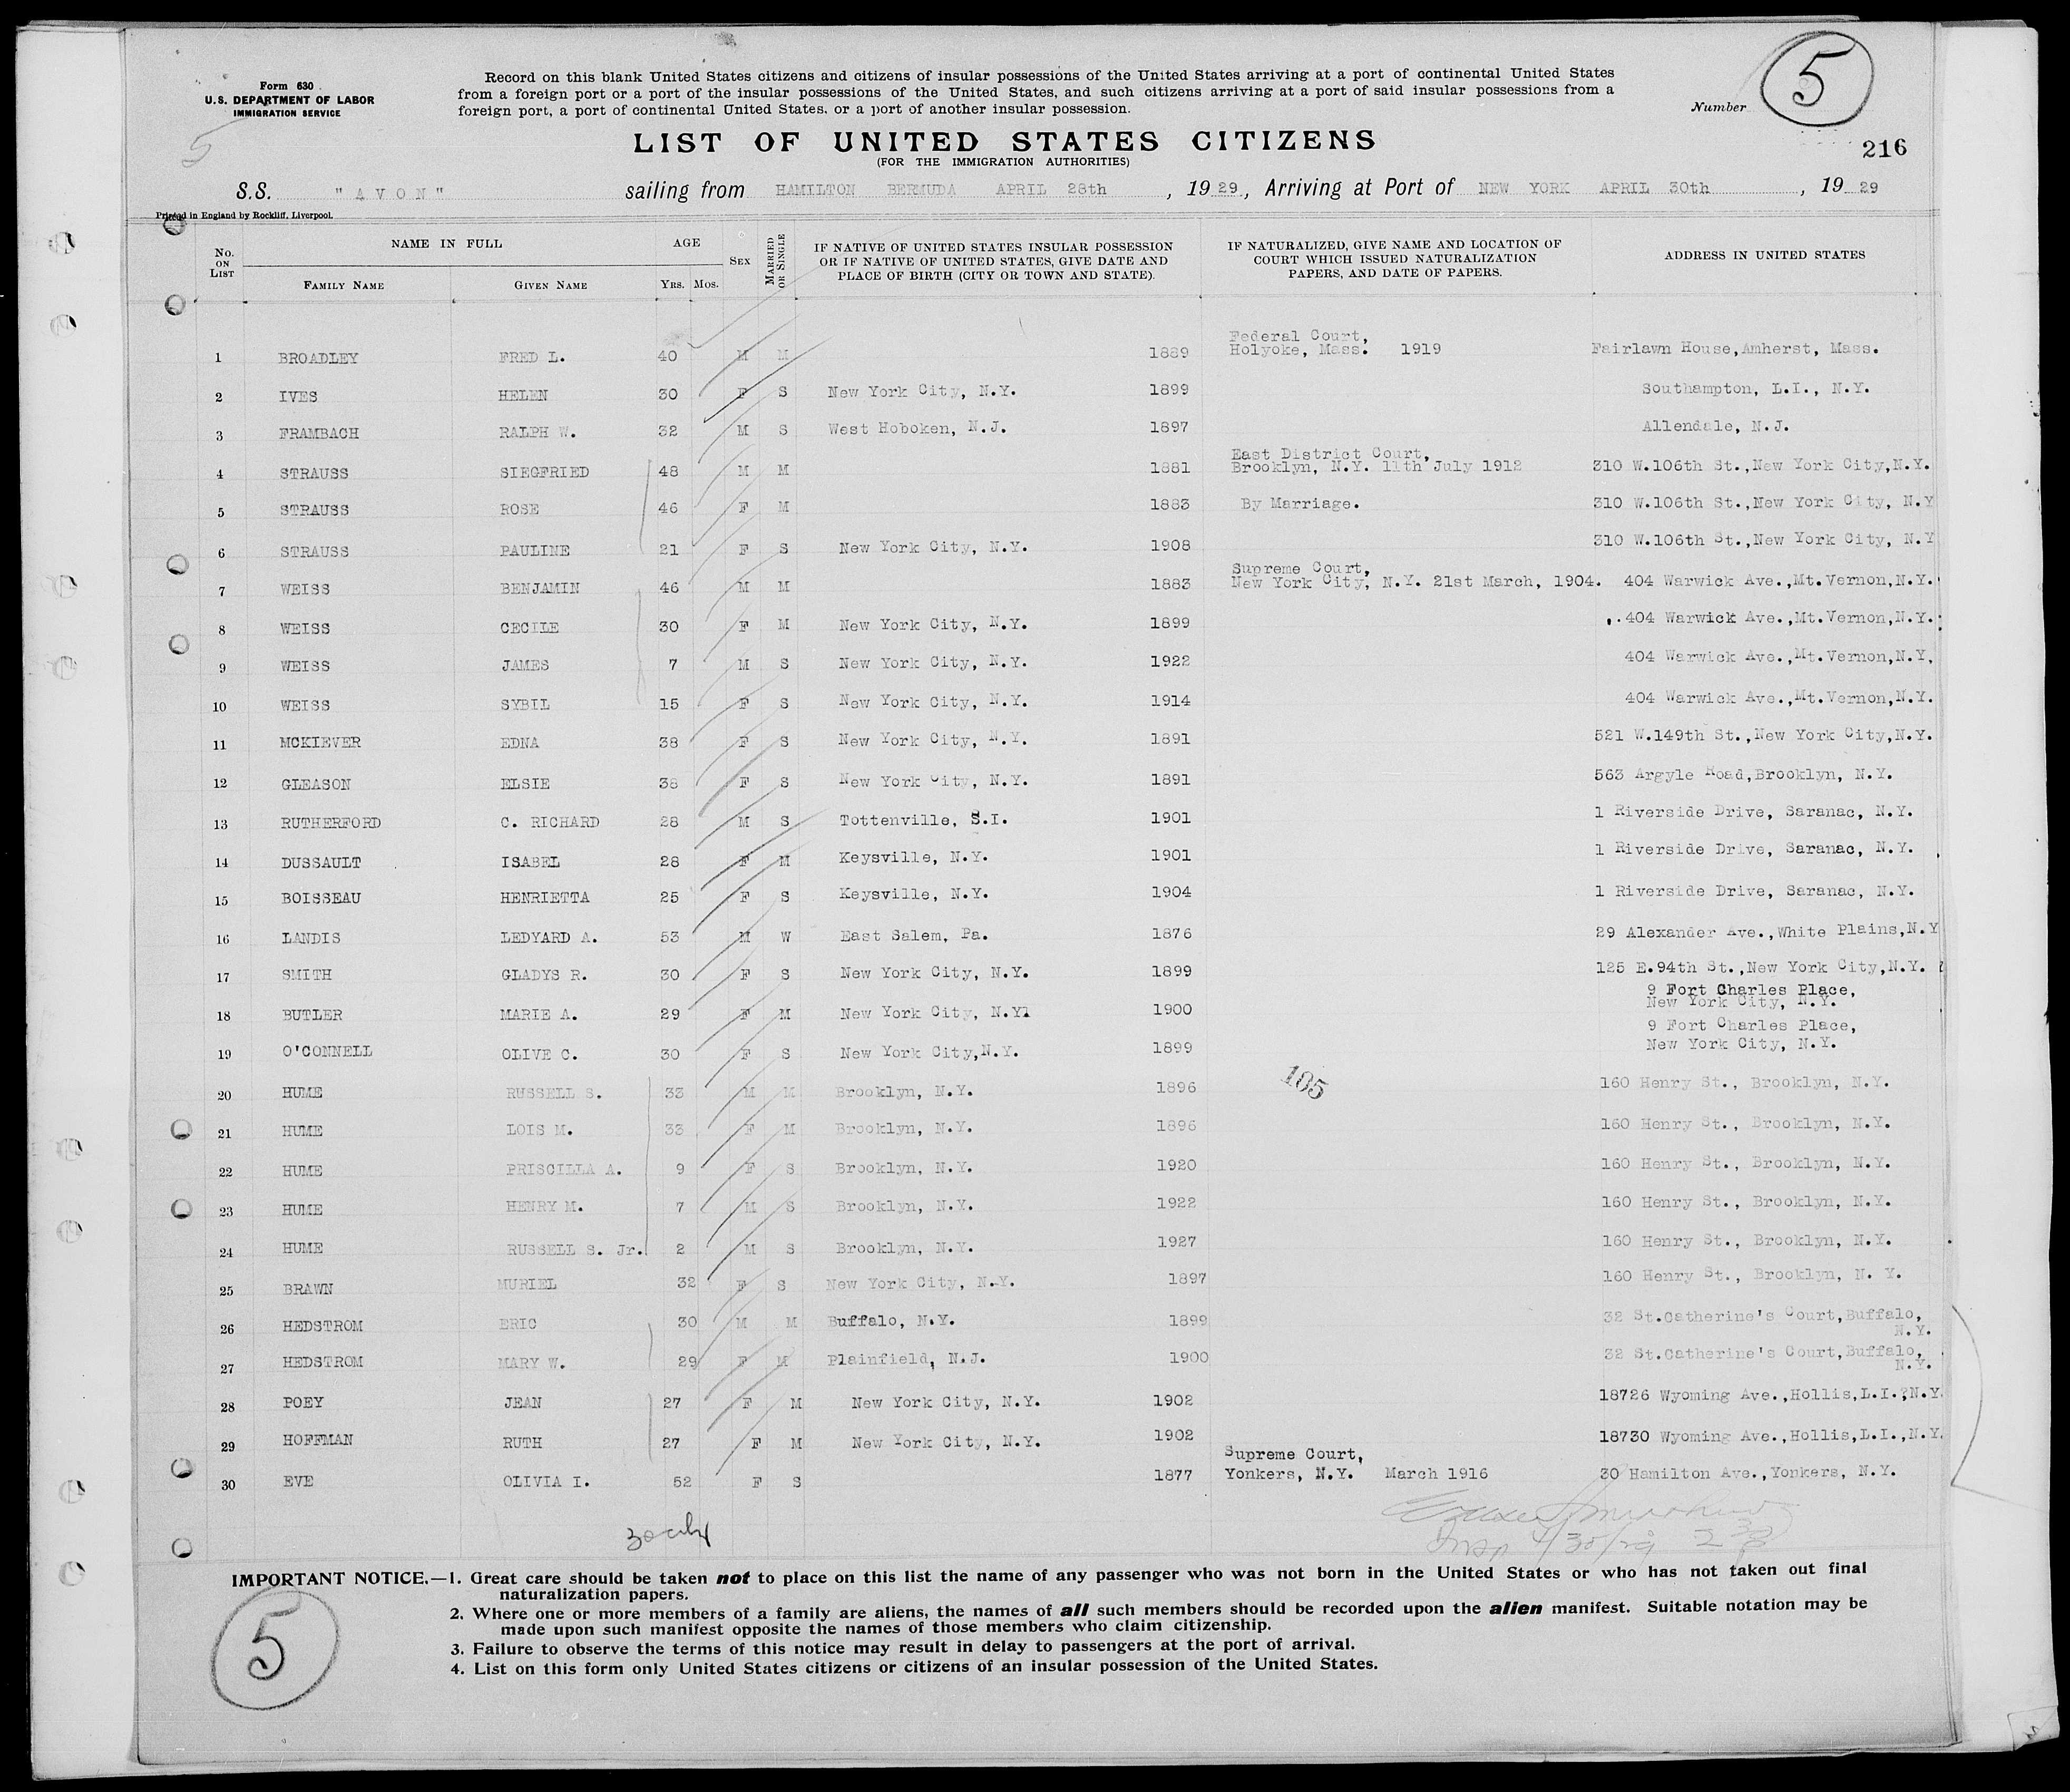 Form 630
U.S. DEPARTMENT OF LABOR
IMMIGRATION SERVICE
5
Record on this blank United States citizens and citizens of insular possessions of the United States arriving at a port of continental United States
from a foreign port or a port of the insular possessions of the United States, and such citizens arriving at a port of said insular possessions from a
foreign port, a port of continental United States, or a port of another insular possession.
Number 5
LIST OF UNITED STATES CITIZENS
(FOR THE IMMIGRATION AUTHORITIES)
216
S.S. "AVON" sailing from HAMILTON BERMUDA APRIL 28th, 1929, Arriving at Port of NEW YORK APRIL 30th, 1929
Printed in England by Rockliff, Liverpool.
No. ON LIST
NAME IN FULL
FAMILY NAME
GIVEN NAME
AGE
YRS. MOS.
SEX
MARRIED OR SINGLE
IF NATIVE OF UNITED STATES INSULAR POSSESSION
OR IF NATIVE OF UNITED STATES, GIVE DATE AND
PLACE OF BIRTH (CITY OR TOWN AND STATE).
IF NATURALIZED, GIVE NAME AND LOCATION OF
COURT WHICH ISSUED NATURALIZATION
PAPERS, AND DATE OF PAPERS.
ADDRESS IN UNITED STATES
Federal Court,
1 BROADLEY FRED L. 40 M M 1889 Holyoke, Mass. 1919 Fairlawn House,Amherst, Mass.
2 IVES HELEN 30 F S New York City, N.Y. 1899 Southampton, L.I., N.Y.
3 FRAMBACH RALPH W. 32 M S West Hoboken, N.J. 1897 Allendale, N.J.
East District Court,
4 STRAUSS SIEGFRIED 48 M M 1881 Brooklyn, N.Y. 11th July 1912 310 W.106th St.,New York City,N.Y.
5 STRAUSS ROSE 46 F M 1883 By Marriage. 310 W.106th St.,New York City, N.Y
6 STRAUSS PAULINE 21 F S New York City, N.Y. 1908 310 W.106th St.,New York City, N.Y
Supreme Court,
7 WEISS BENJAMIN 46 M M 1883 New York City, N.Y. 21st March, 1904. 404 Warwick Ave.,Mt.Vernon,N.Y.
8 WEISS CECILE 30 F M New York City, N.Y. 1899 404 Warwick Ave.,Mt.Vernon,N.Y.
9 WEISS JAMES 7 M S New York City, N.Y. 1922 404 Warwick Ave.,Mt.Vernon,N.Y,
10 WEISS SYBIL 15 F S New York City, N.Y. 1914 404 Warwick Ave.,Mt.Vernon,N.Y.
11 MCKIEVER EDNA 38 F S New York City, N.Y. 1891 521 W.149th St.,New York City,N.Y.
12 GLEASON ELSIE 38 F S New York City, N.Y. 1891 563 Argyle Road,Brooklyn, N.Y.
13 RUTHERFORD C. RICHARD 28 M S Tottenville, S.I. 1901 1 Riverside Drive, Saranac, N.Y.
14 DUSSAULT ISABEL 28 F M Keysville, N.Y. 1901 1 Riverside Drive, Saranac, N.Y.
15 BOISSEAU HENRIETTA 25 F S Keysville, N.Y. 1904 1 Riverside Drive, Saranac, N.Y.
16 LANDIS LEDYARD A. 53 M W East Salem, Pa. 1876 29 Alexander Ave.,White Plains,N.Y
17 SMITH GLADYS R. 30 F S New York City, N.Y. 1899 125 E.94th St.,New York City,N.Y.
9 Fort Charles Place,
18 BUTLER MARIE A. 29 F M New York City, N.Yl 1900 New York City, N.Y.
9 Fort Charles Place,
19 O'CONNELL OLIVE C. 30 F S New York City,N.Y. 1899 New York City, N.Y.
105
20 HUME RUSSELL S. 33 M M Brooklyn, N.Y. 1896 160 Henry St., Brooklyn, N.Y.
21 HUME LOIS M. 33 F M Brooklyn, N.Y. 1896 160 Henry St., Brooklyn, N.Y.
22 HUME PRISCILLA A. 9 F S Brooklyn, N.Y. 1920 160 Henry St., Brooklyn, N.Y.
23 HUME HENRY M. 7 M S Brooklyn, N.Y. 1922 160 Henry St., Brooklyn, N.Y.
24 HUME RUSSELL S. Jr. 2 M S Brooklyn, N.Y. 1927 160 Henry St., Brooklyn, N.Y.
25 BRAWN MURIEL 32 F S New York City, N.Y. 1897 160 Henry St., Brooklyn, N. Y.
26 HEDSTROM ERIC 30 M M Buffalo, N.Y. 1899 32 St.Catherine's Court,Buffalo,
N.Y.
27 HEDSTROM MARY W. 29 F M Plainfield, N.J. 1900 32 St.Catherine's Court,Buffalo,
N.Y.
28 POEY JEAN 27 F M New York City, N.Y. 1902 18726 Wyoming Ave.,Hollis,L.I.,N.Y.
29 HOFFMAN RUTH 27 F M New York City, N.Y. 1902 18730 Wyoming Ave.,Hollis,L.I.,N.Y.
Supreme Court,
30 EVE OLIVIA I. 52 F S 1877 Yonkers, N.Y. March 1916 30 Hamilton Ave.,Yonkers, N.Y.
Insp 4/30/29
IMPORTANT NOTICE.—1. Great care should be taken not to place on this list the name of any passenger who was not born in the United States or who has not taken out final
naturalization papers.
2. Where one or more members of a family are aliens, the names of all such members should be recorded upon the alien manifest. Suitable notation may be
made upon such manifest opposite the names of those members who claim citizenship.
3. Failure to observe the terms of this notice may result in delay to passengers at the port of arrival.
4. List on this form only United States citizens or citizens of an insular possession of the United States.
5